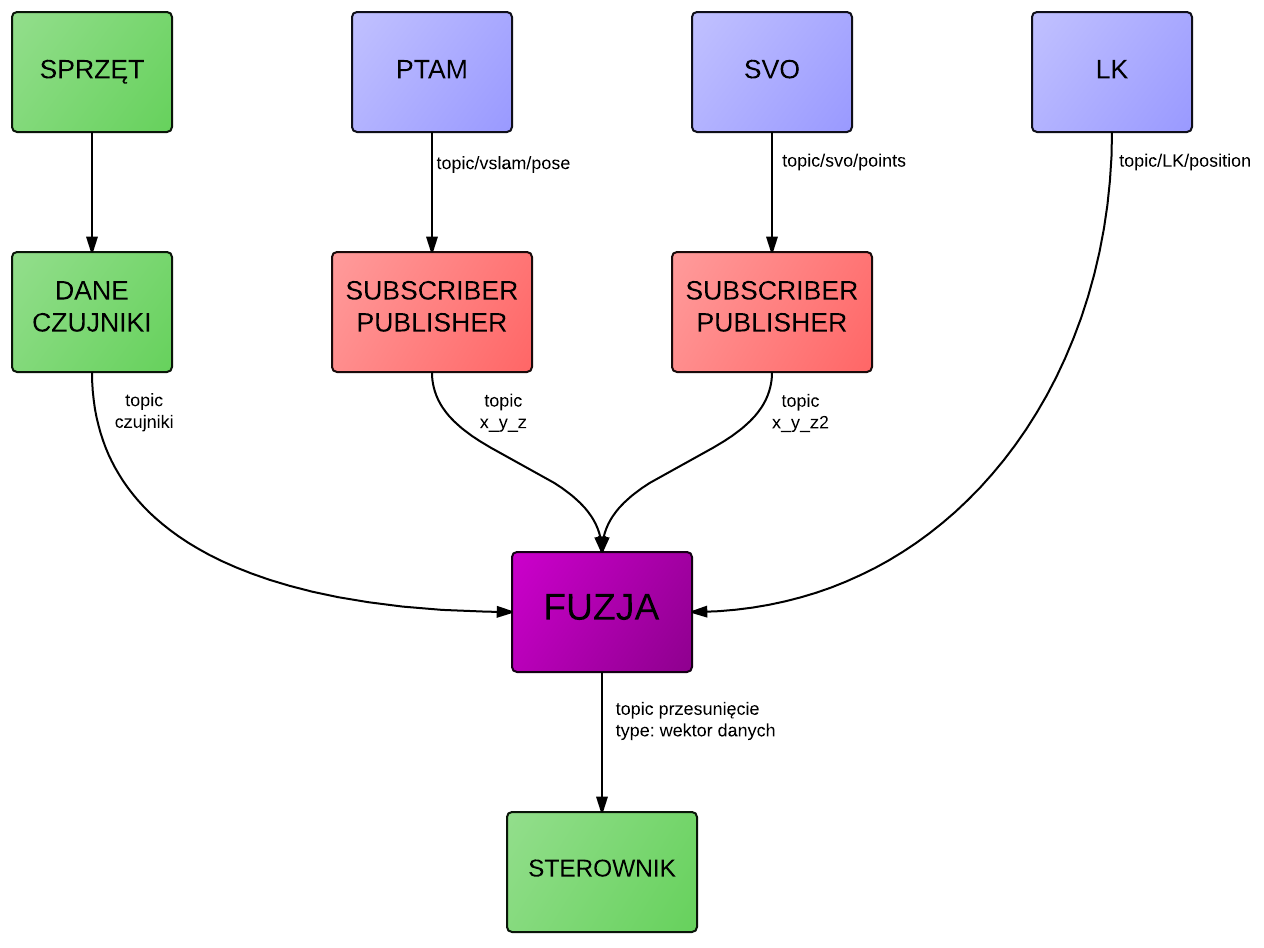 SPRZĘT
PTAM
SVO
LK
topic/vslam/pose
topic/svo/points
topic/LK/position
DANE
CZUJNIKI
SUBSCRIBER
PUBLISHER
SUBSCRIBER
PUBLISHER
topic
czujniki
topic
x_y_z
topic
x_y_z2
FUZJA
topic przesunięcie
type: wektor danych
STEROWNIK